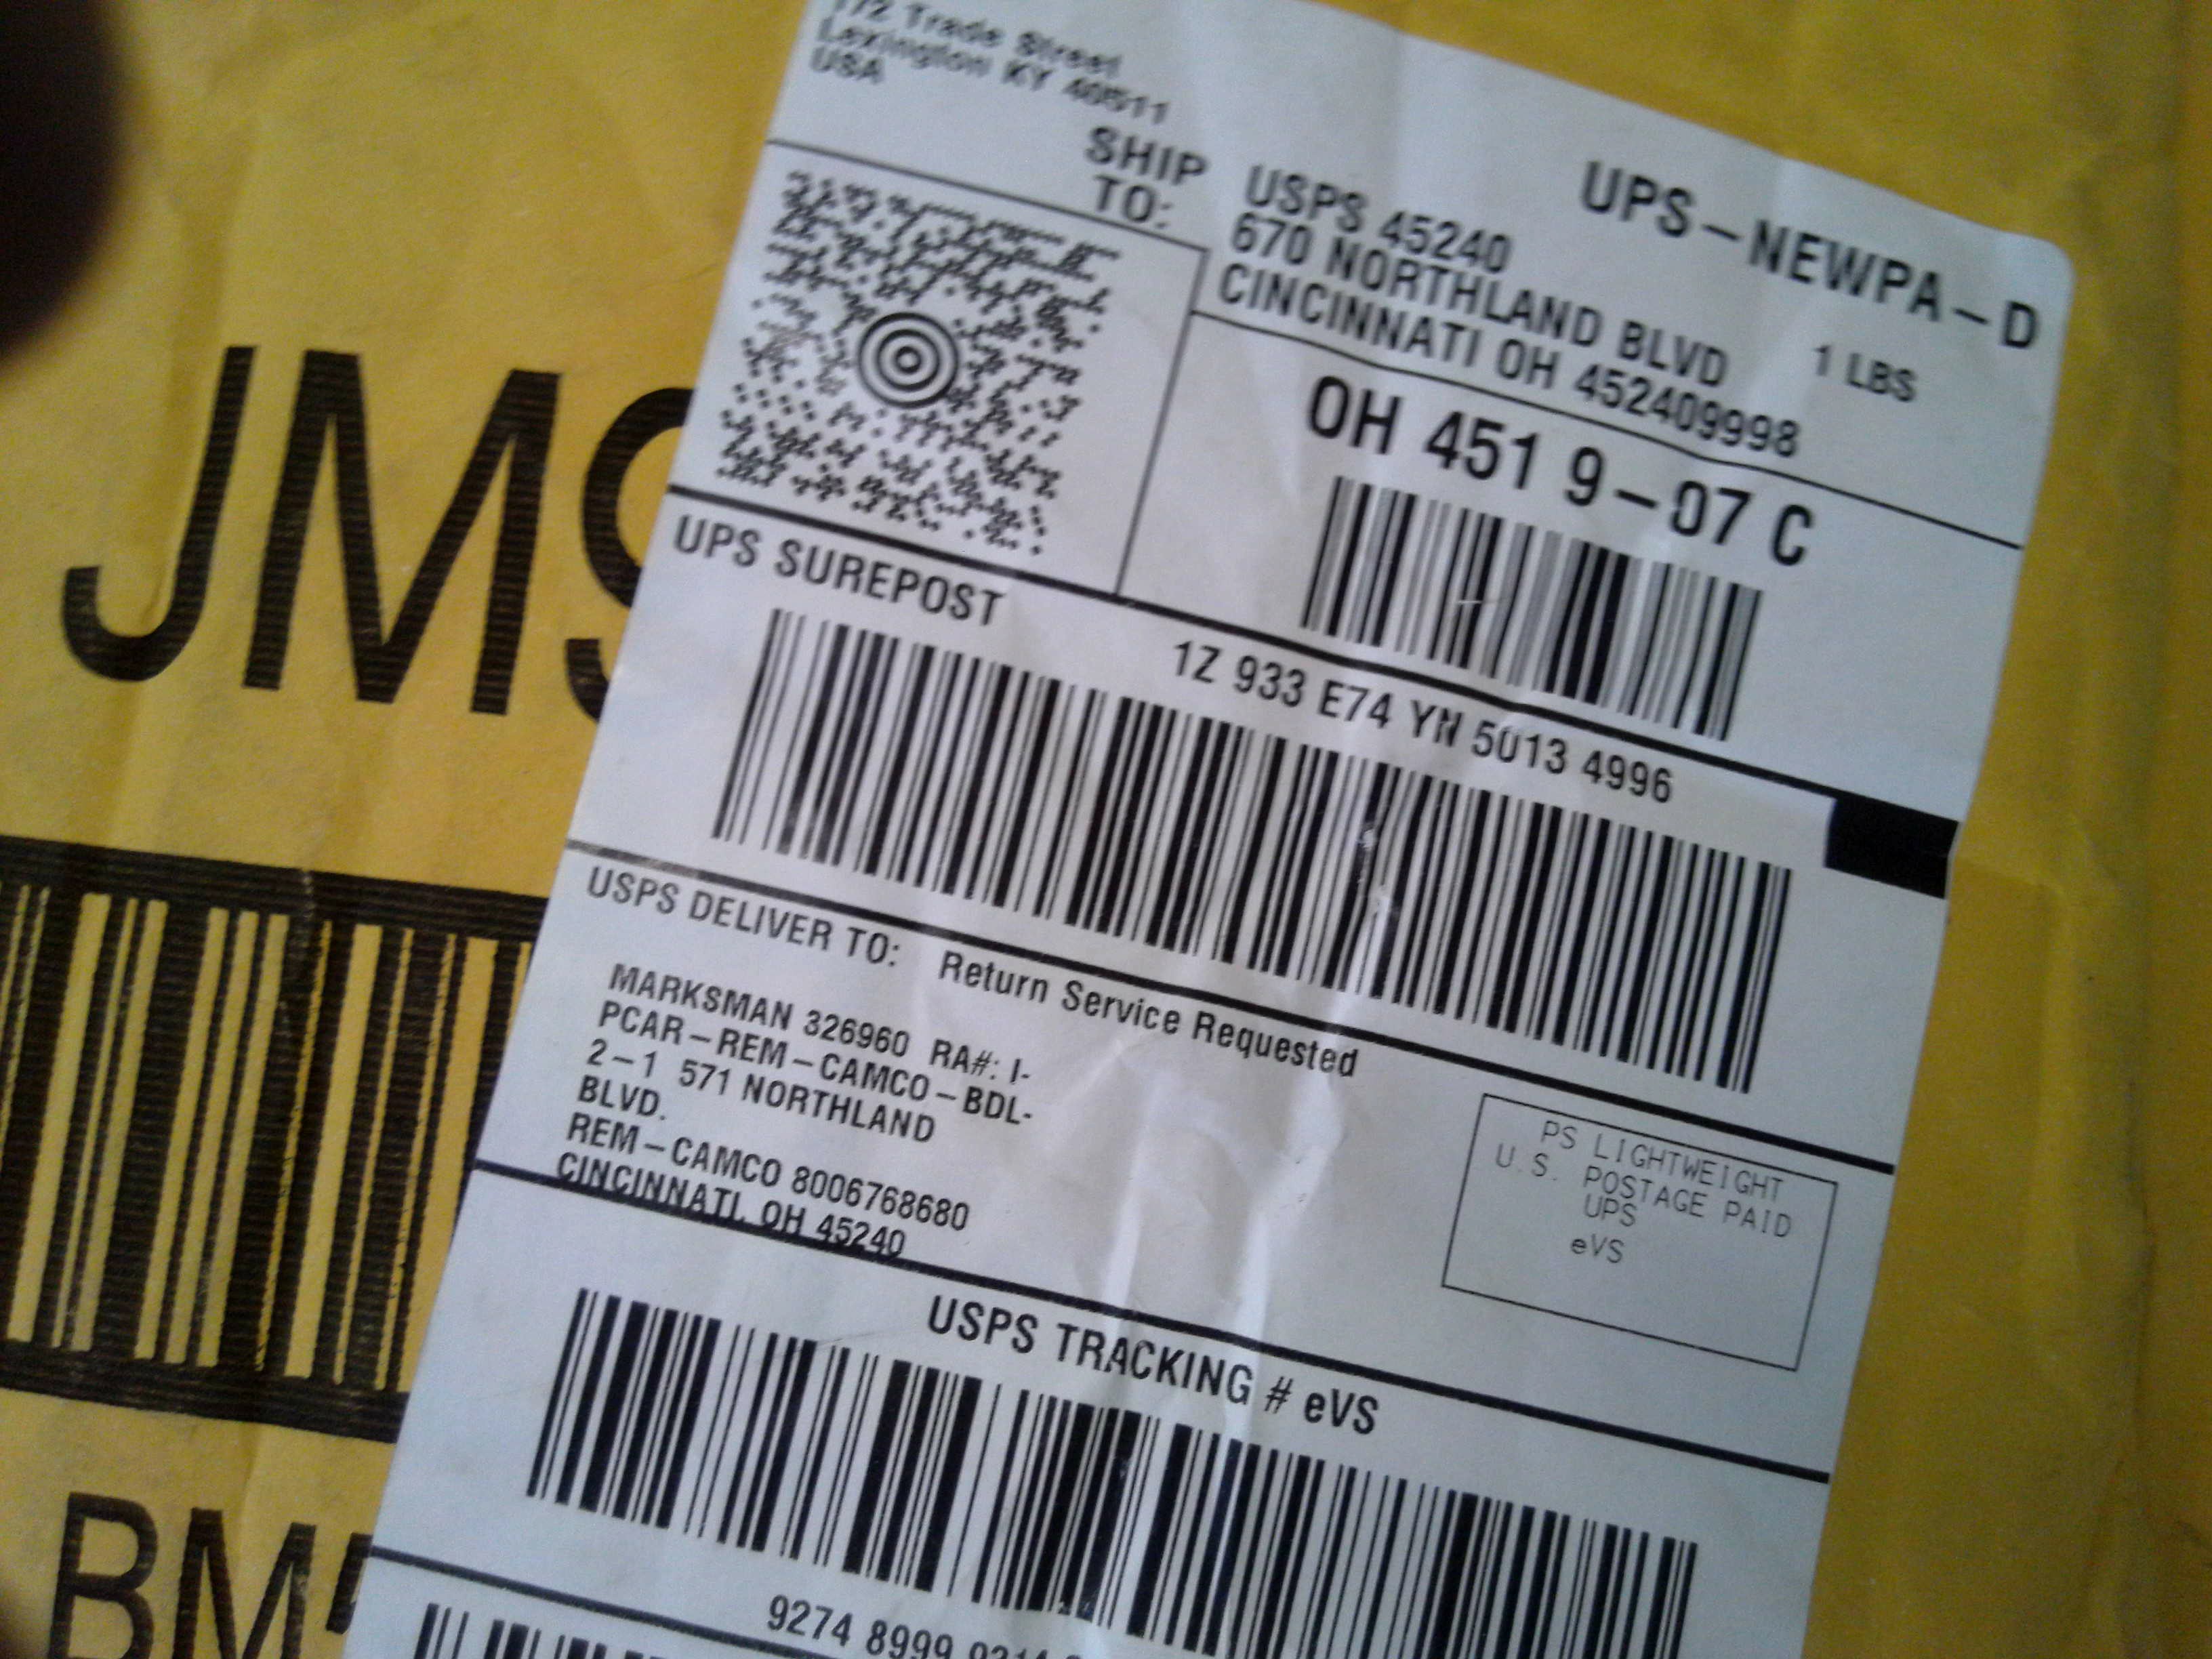 Trade Street
Lexington KY 40511
USA
SHIP
TO:
USPS 45240
670 NORTHLAND BLVD
CINCINNATI OH 452409998
UPS-NEWPA-D
1 LBS
OH 451 9-07 C
UPS SUREPOST
1Z 933 E74 YN 5013 4996
USPS DELIVER TO: Return Service Requested
MARKSMAN 326960 RA#: I-
PCAR-REM-CAMCO-BDL-
2-1 571 NORTHLAND
BLVD.
REM-CAMCO 8006768680
CINCINNATI, OH 45240
PS LIGHTWEIGHT
U.S. POSTAGE PAID
UPS
eVS
USPS TRACKING # eVS
9274 8999
JMS